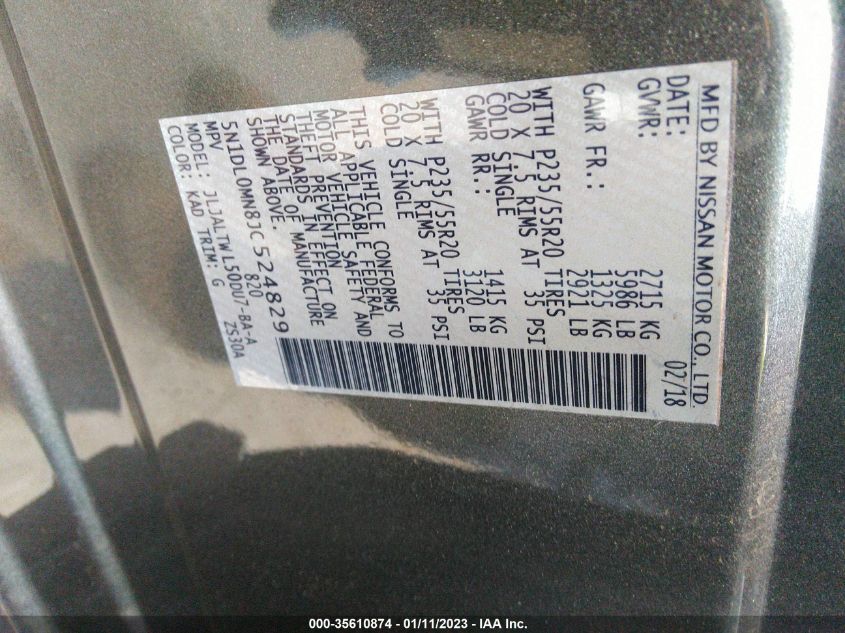 MFD BY NISSAN MOTOR CO., LTD.
DATE: 02/18
GVWR: 2715 KG
5986 LB
GAWR FR.: 1325 KG
2921 LB
WITH P235/55R20 TIRES
20 X 7.5 RIMS AT 35 PSI
COLD SINGLE
GAWR RR.: 1415 KG
3120 LB
WITH P235/55R20 TIRES
20 X 7.5 RIMS AT 35 PSI
COLD SINGLE
THIS VEHICLE CONFORMS TO
ALL APPLICABLE FEDERAL
MOTOR VEHICLE SAFETY AND
THEFT PREVENTION
STANDARDS IN EFFECT ON
THE DATE OF MANUFACTURE
SHOWN ABOVE.
5N1DL0MN8JC524829
MPV 820
MODEL: JLJALTWL50DU7-BA-A ZS30A
COLOR: KAD TRIM: G
000-35610874 - 01/11/2023 - IAA Inc.